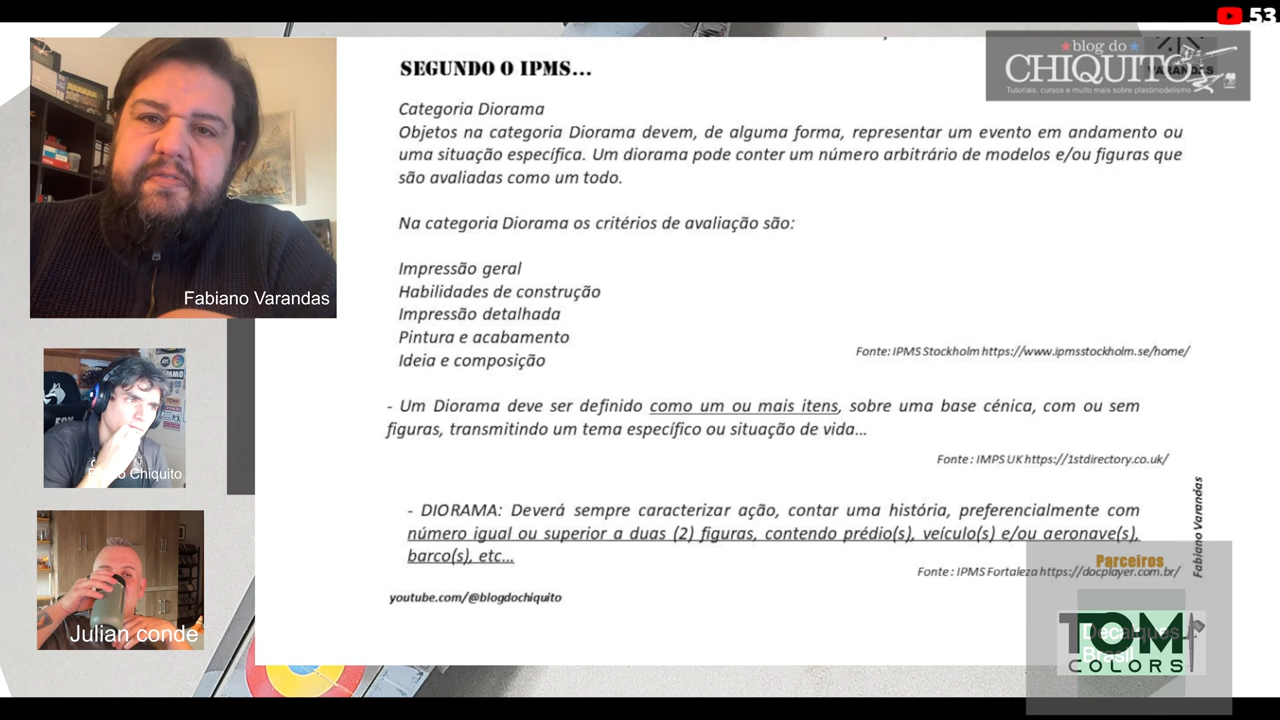 53
blog do
CHIQUITO
VARANDAS
Tutoriais, cursos e muito mais sobre plastimodelismo
SEGUNDO O IPMS...
Categoria Diorama
Objetos na categoria Diorama devem, de alguma forma, representar um evento em andamento ou
uma situação específica. Um diorama pode conter um número arbitrário de modelos e/ou figuras que
são avaliadas como um todo.
Na categoria Diorama os critérios de avaliação são:
Impressão geral
Habilidades de construção
Impressão detalhada
Pintura e acabamento
Ideia e composição
Fonte: IPMS Stockholm https://www.ipmsstockholm.se/home/
- Um Diorama deve ser definido como um ou mais itens, sobre uma base cénica, com ou sem
figuras, transmitindo um tema específico ou situação de vida...
Fonte : IMPS UK https://1stdirectory.co.uk/
- DIORAMA: Deverá sempre caracterizar ação, contar uma história, preferencialmente com
número igual ou superior a duas (2) figuras, contendo prédio(s), veículo(s) e/ou aeronave(s),
barco(s), etc...
Fonte : IPMS Fortaleza https://docplayer.com.br/
youtube.com/@blogdochiquito
Fabiano Varandas
Fabiano Varandas
Chiquito
Julian conde
Parceiros
Decalques
Brasil
TOM
COLORS